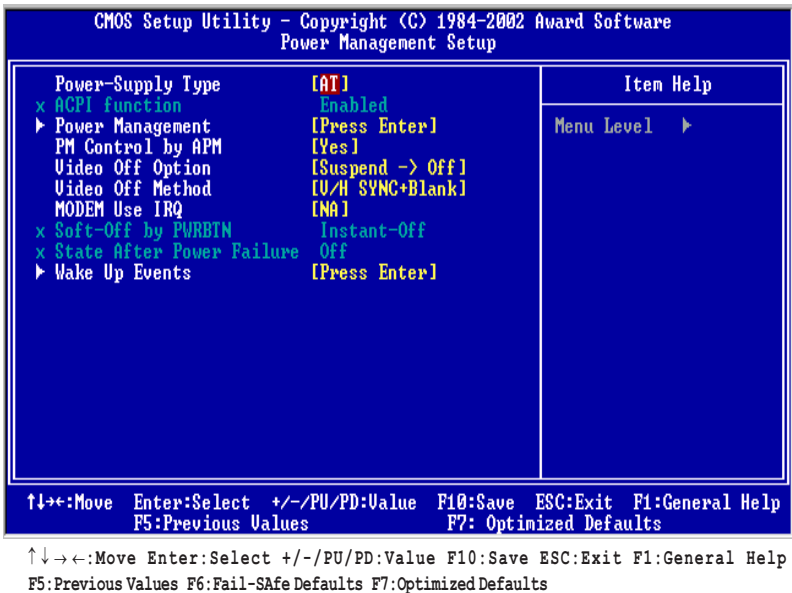 CMOS Setup Utility - Copyright (C) 1984-2002 Award Software
Power Management Setup
Power-Supply Type [AT]
x ACPI function Enabled
▶ Power Management [Press Enter]
PM Control by APM [Yes]
Video Off Option [Suspend -> Off]
Video Off Method [V/H SYNC+Blank]
MODEM Use IRQ [NA]
x Soft-Off by PWRBTN Instant-Off
x State After Power Failure Off
▶ Wake Up Events [Press Enter]
Item Help
Menu Level ▶
↑↓→←:Move Enter:Select +/-/PU/PD:Value F10:Save ESC:Exit F1:General Help
F5:Previous Values F7: Optimized Defaults
↑↓→←:Move Enter:Select +/-/PU/PD:Value F10:Save ESC:Exit F1:General Help
F5:Previous Values F6:Fail-SAfe Defaults F7:Optimized Defaults